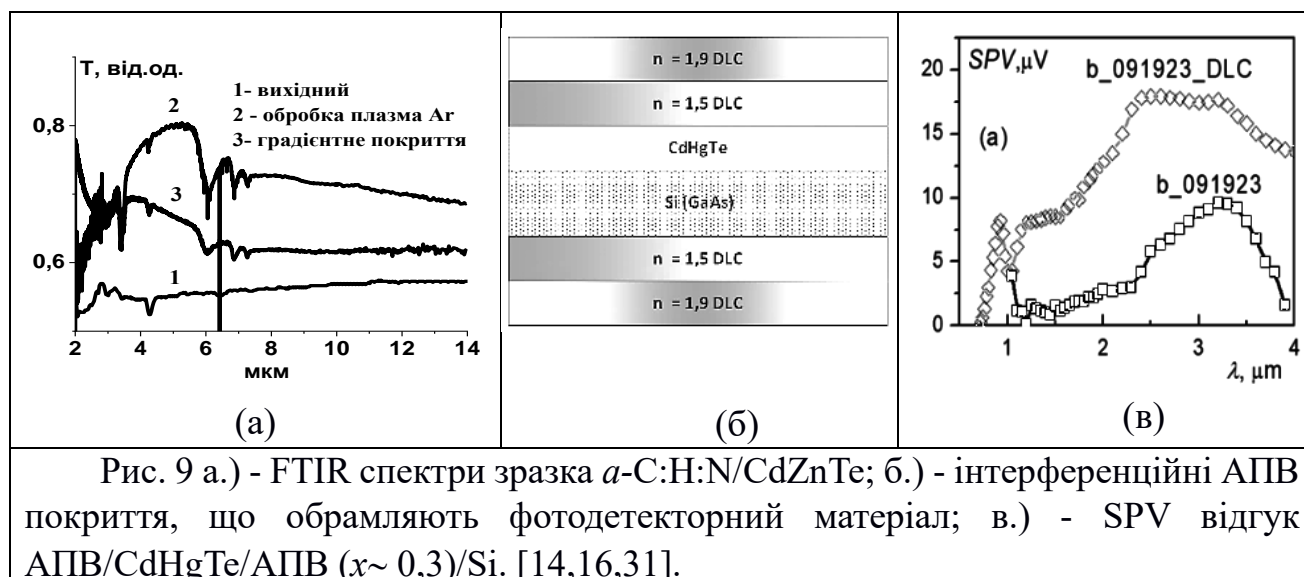 Т, від.од.
1- вихідний
2 - обробка плазма Ar
3 - градієнтне покриття
2
3
1
0,8
0,6
2 4 6 8 10 12 14
мкм
(а)
n = 1,9 DLC
n = 1,5 DLC
CdHgTe
Si (GaAs)
n = 1,5 DLC
n = 1,9 DLC
(б)
SPV,μV
b_091923_DLC
(a)
b_091923
20
15
10
5
0
1 2 3 4
λ, μm
(в)
Рис. 9 а.) - FTIR спектри зразка a-C:H:N/CdZnTe; б.) - інтерференційні АПВ
покриття, що обрамляють фотодетекторний матеріал; в.) - SPV відгук
АПВ/CdHgTe/АПВ (x~ 0,3)/Si. [14,16,31].